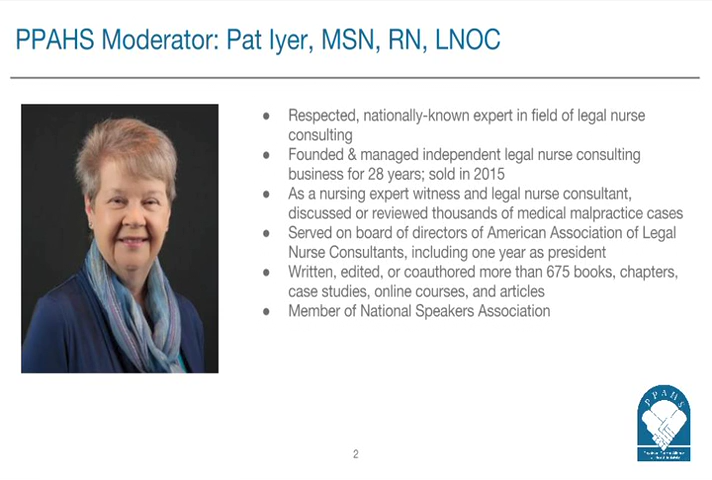 PPAHS Moderator: Pat Iyer, MSN, RN, LNOC
● Respected, nationally-known expert in field of legal nurse
consulting
● Founded & managed independent legal nurse consulting
business for 28 years; sold in 2015
● As a nursing expert witness and legal nurse consultant,
discussed or reviewed thousands of medical malpractice cases
● Served on board of directors of American Association of Legal
Nurse Consultants, including one year as president
● Written, edited, or coauthored more than 675 books, chapters,
case studies, online courses, and articles
● Member of National Speakers Association
PPAHS
2